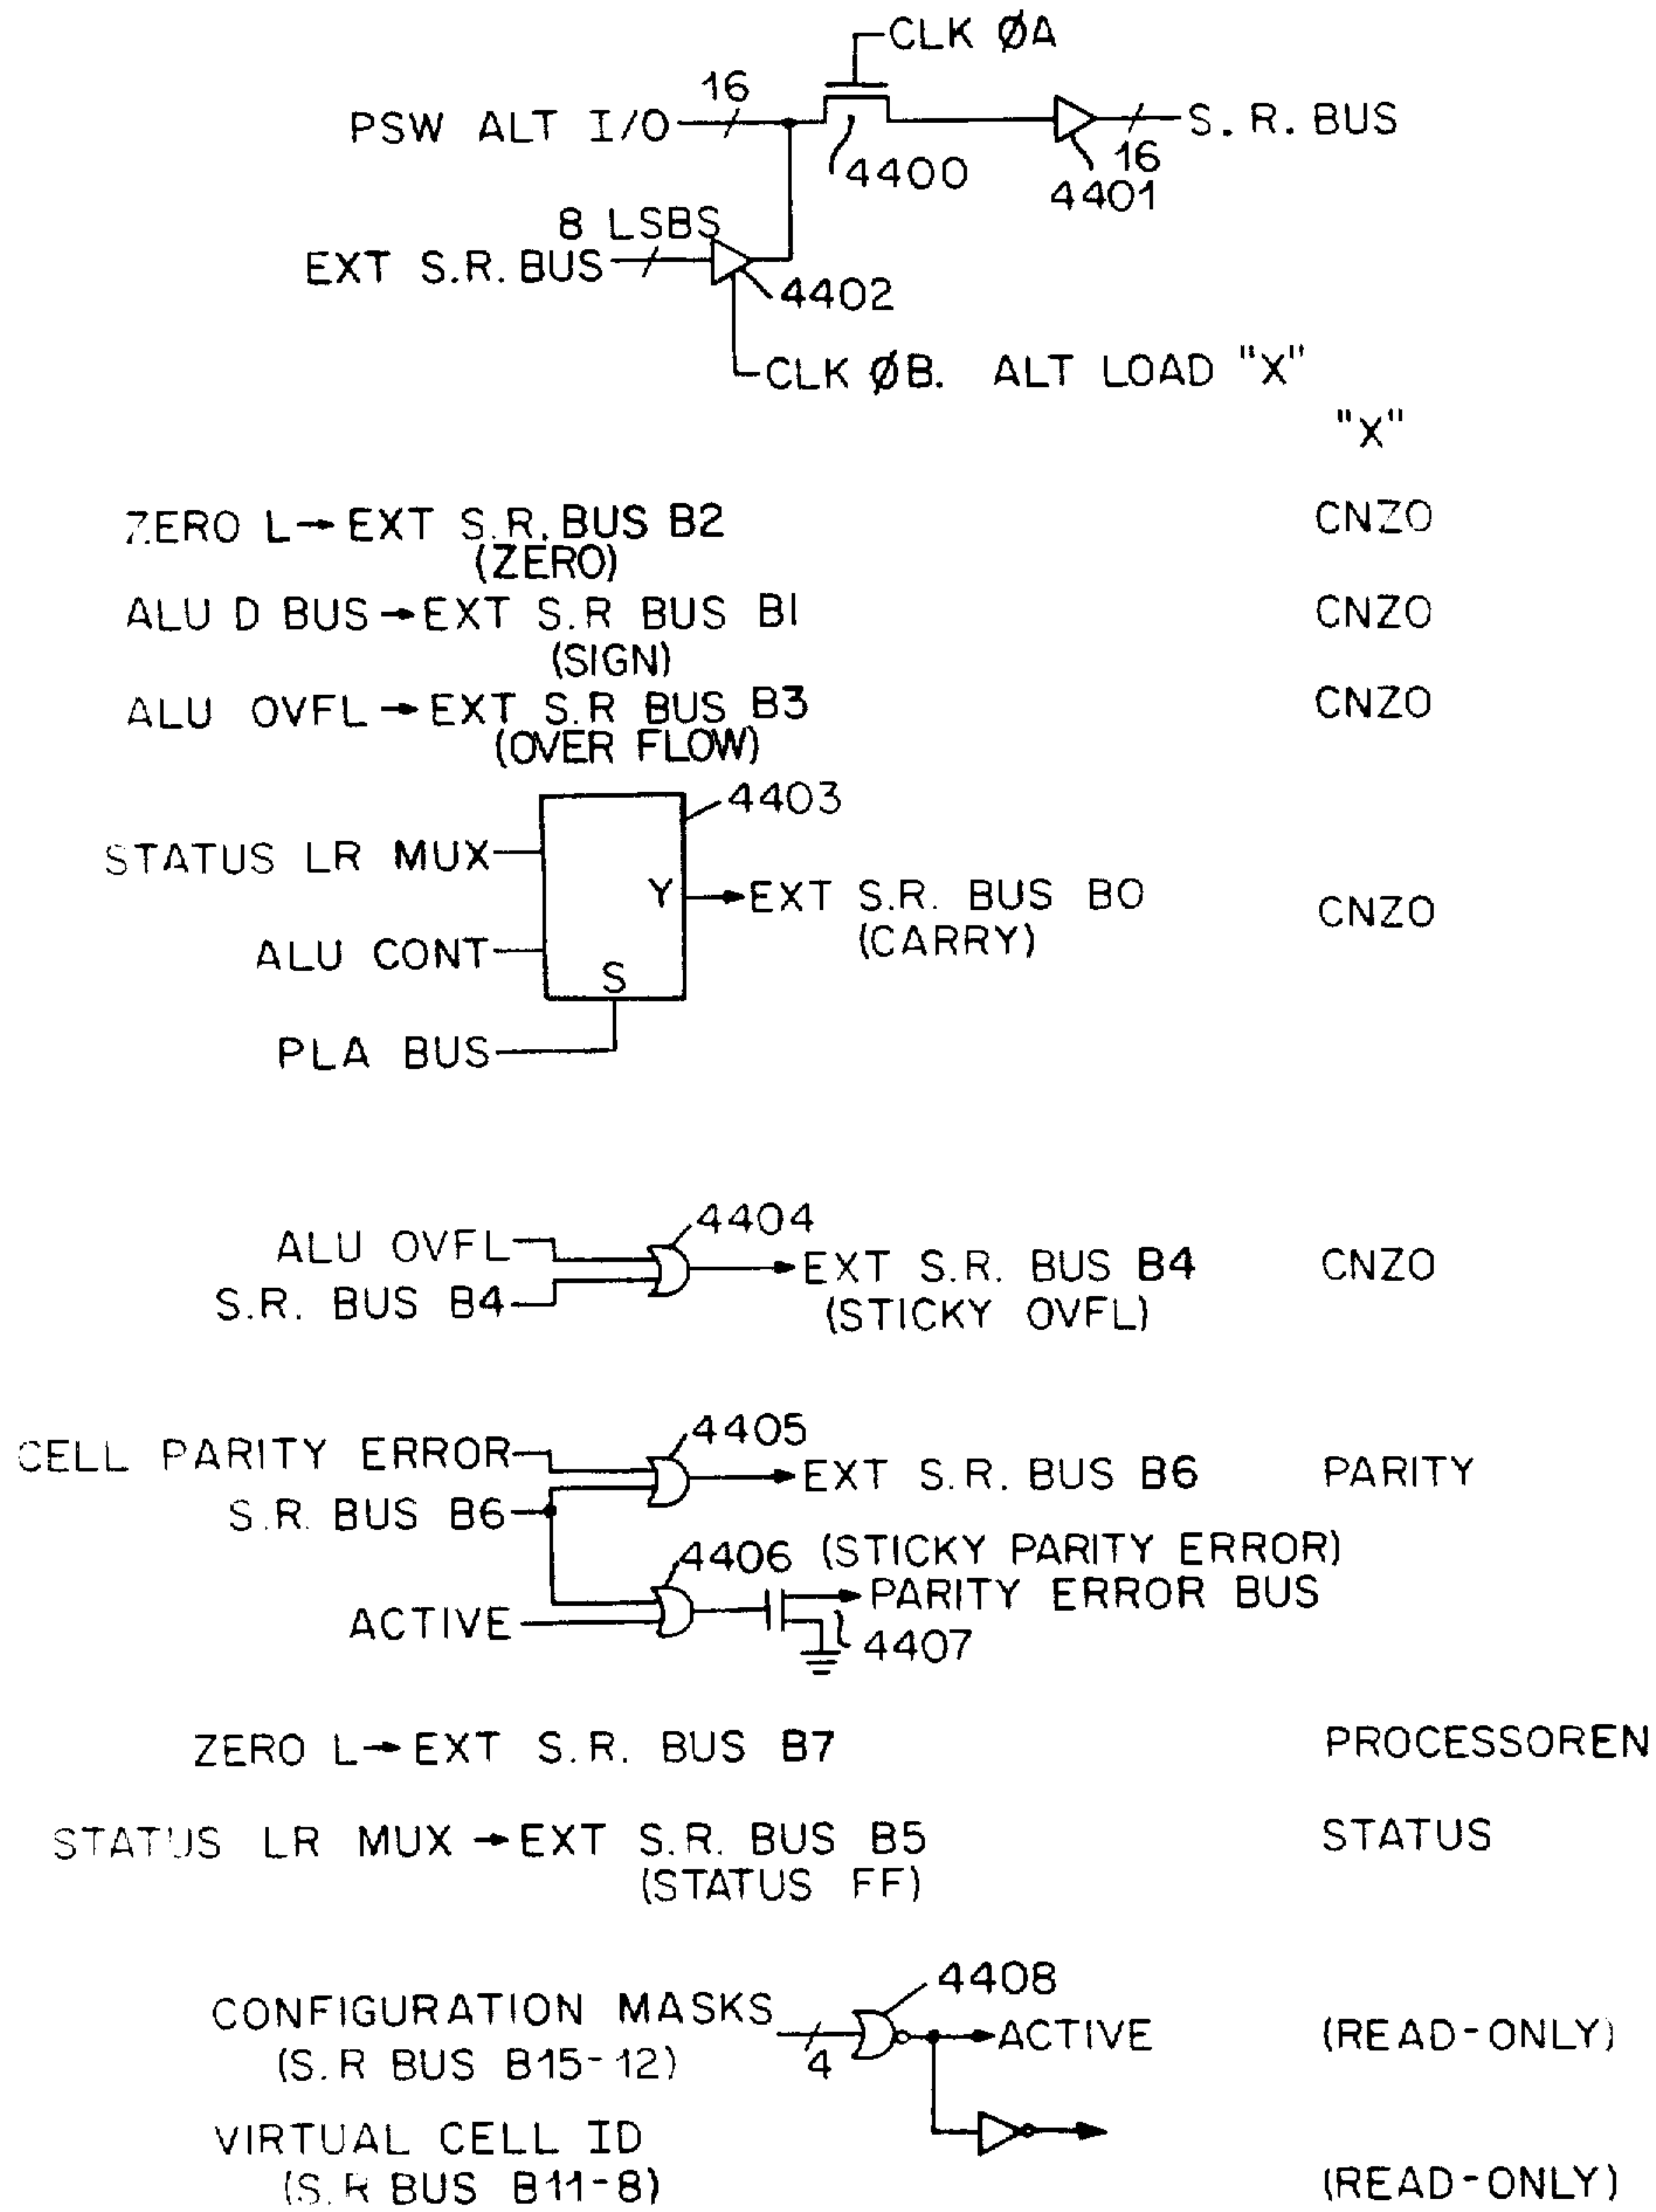 CLK ØA
16
PSW ALT I/O
S.R.BUS
4400
16
4401
8 LSBS
EXT S.R.BUS
4402
CLK ØB. ALT LOAD "X"
"X"
ZERO L→EXT S.R.BUS B2 CNZO
(ZERO)
ALU D BUS→EXT S.R BUS B1 CNZO
(SIGN)
ALU OVFL→EXT S.R BUS B3 CNZO
(OVER FLOW)
4403
STATUS LR MUX
Y EXT S.R. BUS B0 CNZO
(CARRY)
ALU CONT
S
PLA BUS
4404
ALU OVFL
EXT S.R. BUS B4 CNZO
S.R. BUS B4
(STICKY OVFL)
4405
CELL PARITY ERROR
EXT S.R. BUS B6 PARITY
S.R. BUS B6
4406 (STICKY PARITY ERROR)
PARITY ERROR BUS
ACTIVE
4407
ZERO L→EXT S.R. BUS B7 PROCESSOREN
STATUS LR MUX→EXT S.R. BUS B5 STATUS
(STATUS FF)
4408
CONFIGURATION MASKS
ACTIVE (READ-ONLY)
(S.R BUS B15-12)
4
VIRTUAL CELL ID
(S.R BUS B11-8) (READ-ONLY)